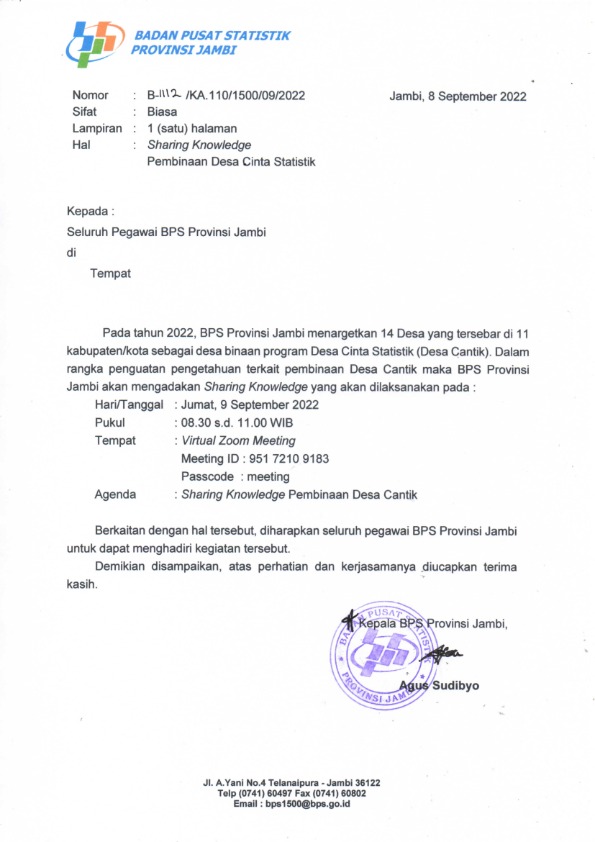 BADAN PUSAT STATISTIK
PROVINSI JAMBI
Nomor : B-1112 /KA.110/1500/09/2022 Jambi, 8 September 2022
Sifat : Biasa
Lampiran : 1 (satu) halaman
Hal : Sharing Knowledge
Pembinaan Desa Cinta Statistik
Kepada :
Seluruh Pegawai BPS Provinsi Jambi
di
Tempat
Pada tahun 2022, BPS Provinsi Jambi menargetkan 14 Desa yang tersebar di 11
kabupaten/kota sebagai desa binaan program Desa Cinta Statistik (Desa Cantik). Dalam
rangka penguatan pengetahuan terkait pembinaan Desa Cantik maka BPS Provinsi
Jambi akan mengadakan Sharing Knowledge yang akan dilaksanakan pada :
Hari/Tanggal : Jumat, 9 September 2022
Pukul : 08.30 s.d. 11.00 WIB
Tempat : Virtual Zoom Meeting
Meeting ID : 951 7210 9183
Passcode : meeting
Agenda : Sharing Knowledge Pembinaan Desa Cantik
Berkaitan dengan hal tersebut, diharapkan seluruh pegawai BPS Provinsi Jambi
untuk dapat menghadiri kegiatan tersebut.
Demikian disampaikan, atas perhatian dan kerjasamanya diucapkan terima
kasih.
Kepala BPS Provinsi Jambi,
BADAN PUSAT STATISTIK
PROVINSI JAMBI
Agus Sudibyo
Jl. A.Yani No.4 Telanaipura - Jambi 36122
Telp (0741) 60497 Fax (0741) 60802
Email : bps1500@bps.go.id